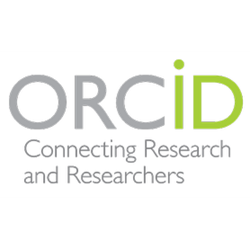 ORCiD
Connecting Research
and Researchers